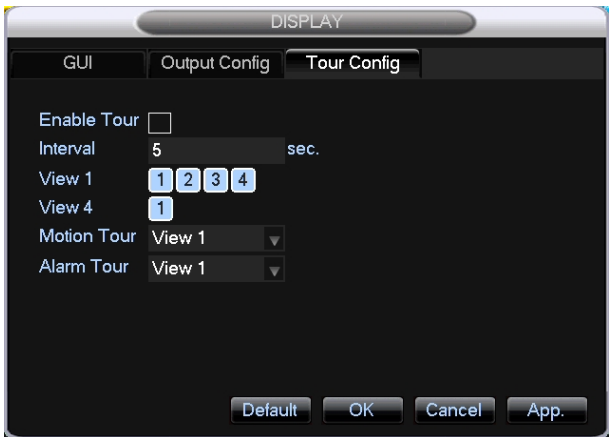 DISPLAY
GUI Output Config Tour Config
Enable Tour
Interval 5 sec.
View 1 1 2 3 4
View 4 1
Motion Tour View 1
Alarm Tour View 1
Default OK Cancel App.